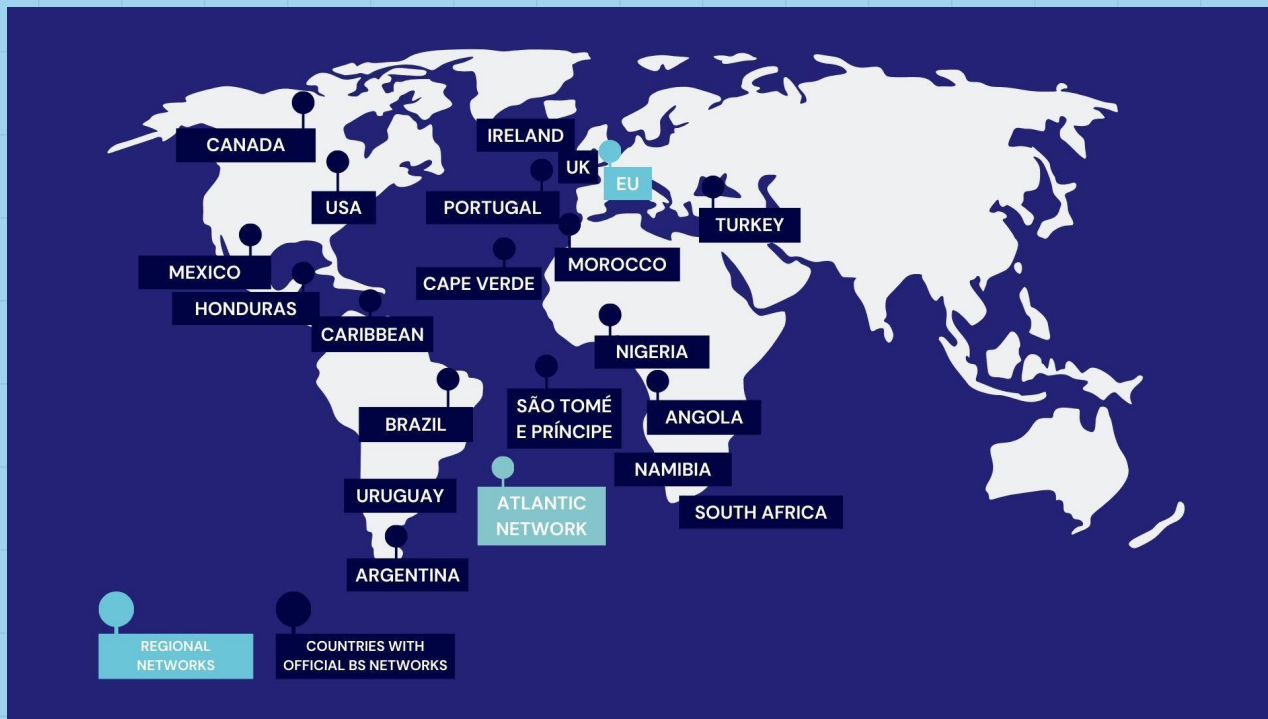 CANADA
IRELAND
UK
EU
USA
PORTUGAL
TURKEY
MEXICO
CAPE VERDE
MOROCCO
HONDURAS
CARIBBEAN
NIGERIA
BRAZIL
SÃO TOMÉ
E PRÍNCIPE
ANGOLA
NAMIBIA
URUGUAY
ATLANTIC
NETWORK
SOUTH AFRICA
ARGENTINA
REGIONAL
NETWORKS
COUNTRIES WITH
OFFICIAL BS NETWORKS